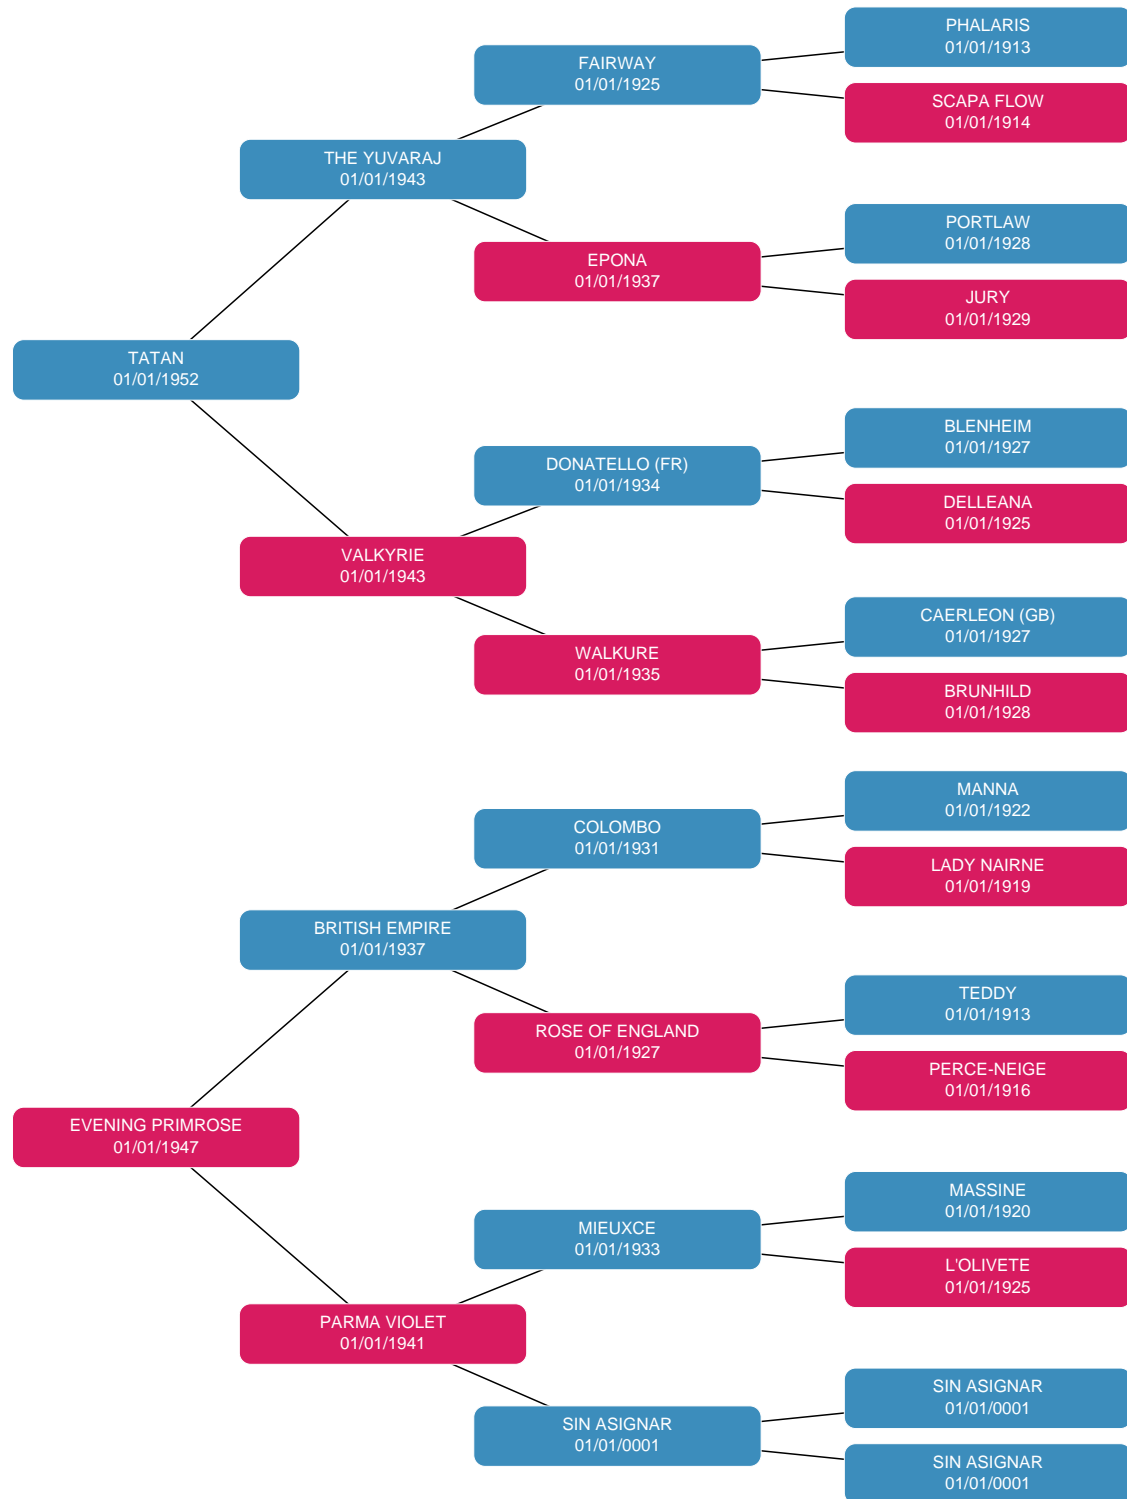 PHALARIS
01/01/1913
FAIRWAY
01/01/1925
SCAPA FLOW
01/01/1914
THE YUVARAJ
01/01/1943
PORTLAW
01/01/1928
EPONA
01/01/1937
JURY
01/01/1929
TATAN
01/01/1952
BLENHEIM
01/01/1927
DONATELLO (FR)
01/01/1934
DELLEANA
01/01/1925
VALKYRIE
01/01/1943
CAERLEON (GB)
01/01/1927
WALKURE
01/01/1935
BRUNHILD
01/01/1928
MANNA
01/01/1922
COLOMBO
01/01/1931
LADY NAIRNE
01/01/1919
BRITISH EMPIRE
01/01/1937
TEDDY
01/01/1913
ROSE OF ENGLAND
01/01/1927
PERCE-NEIGE
01/01/1916
EVENING PRIMROSE
01/01/1947
MASSINE
01/01/1920
MIEUXCE
01/01/1933
L'OLIVETE
01/01/1925
PARMA VIOLET
01/01/1941
SIN ASIGNAR
01/01/0001
SIN ASIGNAR
01/01/0001
SIN ASIGNAR
01/01/0001